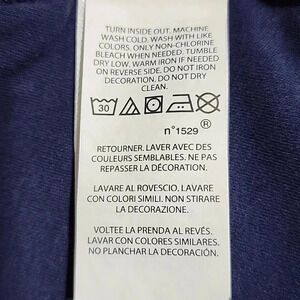 TURN INSIDE OUT. MACHINE
WASH COLD. WASH WITH LIKE
COLORS. ONLY NON-CHLORINE
BLEACH WHEN NEEDED. TUMBLE
DRY LOW. WARM IRON IF NEEDED
ON REVERSE SIDE. DO NOT IRON
DECORATION. DO NOT DRY
CLEAN.
30
n°1529 ®
RETOURNER. LAVER AVEC DES
COULEURS SEMBLABLES. NE PAS
REPASSER LA DÉCORATION.
LAVARE AL ROVESCIO. LAVARE
CON COLORI SIMILI. NON STIRARE
LA DECORAZIONE.
VOLTEE LA PRENDA AL REVÉS.
LAVAR CON COLORES SIMILARES.
NO PLANCHAR LA DECORACIÓN.